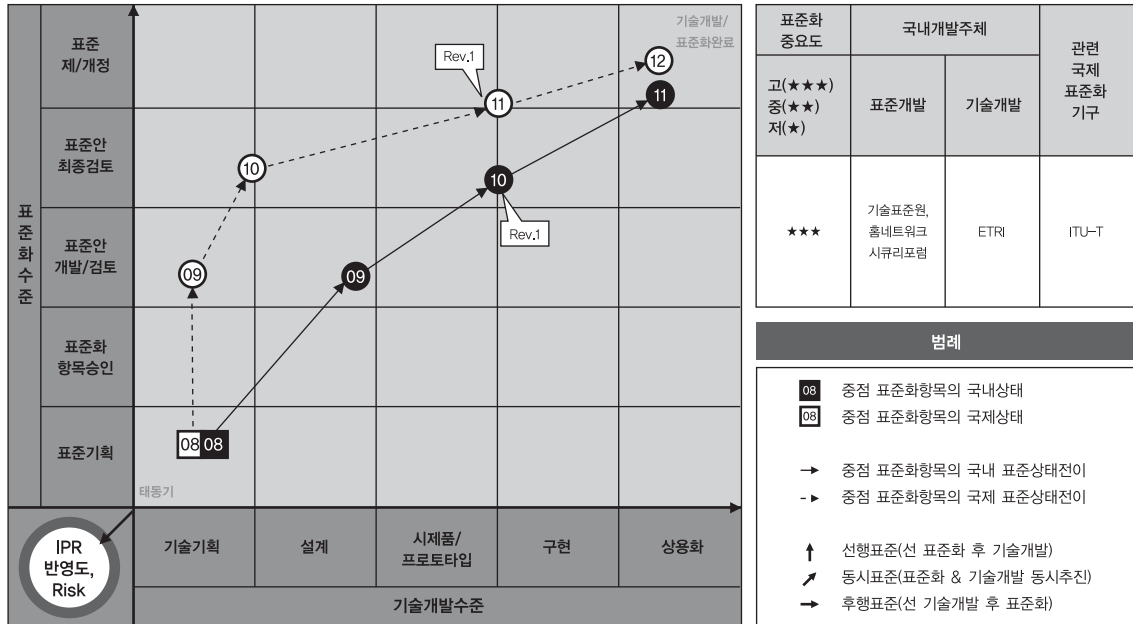 표준화수준
표준
제/개정
표준안
최종검토
표준안
개발/검토
표준화
항목승인
표준기획
기술개발/
표준화완료
Rev.1
12
11
11
10
10
Rev.1
09
09
08 08
태동기
IPR
반영도,
Risk
기술기획
설계
시제품/
프로토타입
구현
상용화
기술개발수준
표준화
중요도
국내개발주체
관련
국제
표준화
기구
고(★★★)
중(★★)
저(★)
표준개발
기술개발
★★★
기술표준원,
홈네트워크
시큐리포럼
ETRI
ITU-T
범례
08 중점 표준화항목의 국내상태
08 중점 표준화항목의 국제상태
중점 표준화항목의 국내 표준상태전이
중점 표준화항목의 국제 표준상태전이
선행표준(선 표준화 후 기술개발)
동시표준(표준화 & 기술개발 동시추진)
후행표준(선 기술개발 후 표준화)